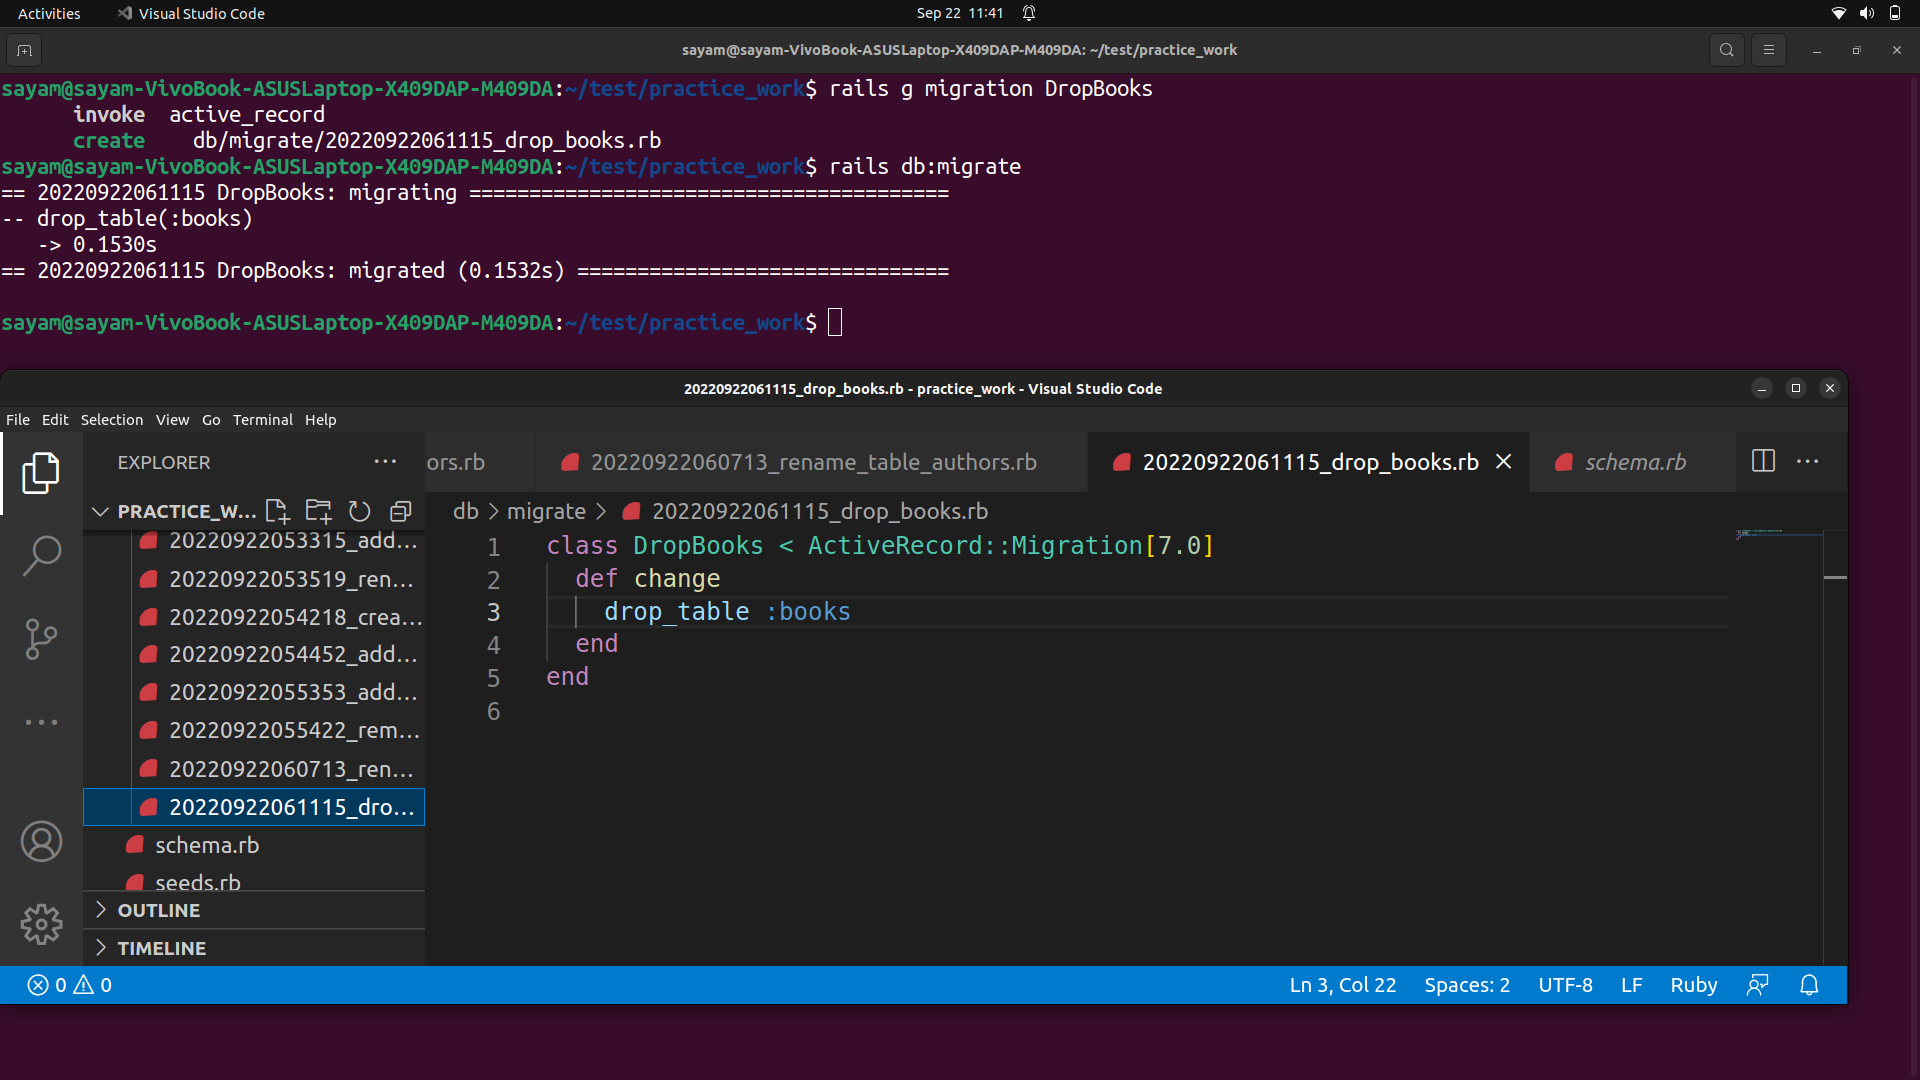 Activities Visual Studio Code Sep 22 11:41
sayam@sayam-VivoBook-ASUSLaptop-X409DAP-M409DA: ~/test/practice_work
sayam@sayam-VivoBook-ASUSLaptop-X409DAP-M409DA:~/test/practice_work$ rails g migration DropBooks
invoke active_record
create db/migrate/20220922061115_drop_books.rb
sayam@sayam-VivoBook-ASUSLaptop-X409DAP-M409DA:~/test/practice_work$ rails db:migrate
== 20220922061115 DropBooks: migrating ========================================
-- drop_table(:books)
-> 0.1530s
== 20220922061115 DropBooks: migrated (0.1532s) ===============================
sayam@sayam-VivoBook-ASUSLaptop-X409DAP-M409DA:~/test/practice_work$
20220922061115_drop_books.rb - practice_work - Visual Studio Code
File Edit Selection View Go Terminal Help
EXPLORER ... ors.rb 20220922060713_rename_table_authors.rb 20220922061115_drop_books.rb schema.rb ...
PRACTICE_W...
20220922053315_add...
20220922053519_ren...
20220922054218_crea...
20220922054452_add...
20220922055353_add...
20220922055422_rem...
20220922060713_ren...
20220922061115_dro...
schema.rb
seeds.rb
OUTLINE
TIMELINE
db > migrate > 20220922061115_drop_books.rb
1 class DropBooks < ActiveRecord::Migration[7.0]
2 def change
3 drop_table :books
4 end
5 end
6
0 0 Ln 3, Col 22 Spaces: 2 UTF-8 LF Ruby